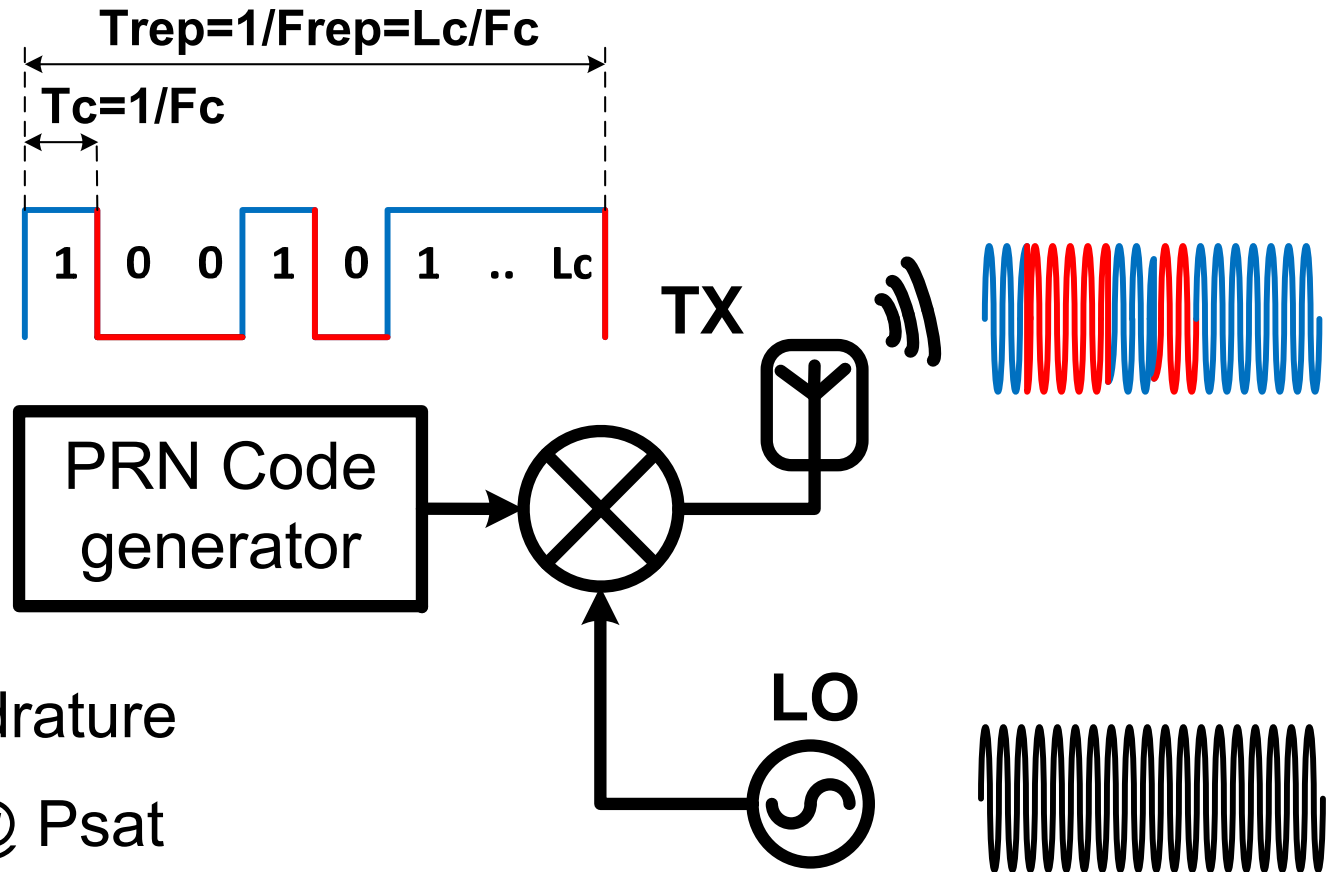 Trep=1/Frep=Lc/Fc
Tc=1/Fc
1 0 0 1 0 1 .. Lc
TX
PRN Code
generator
LO
drature
@ Psat